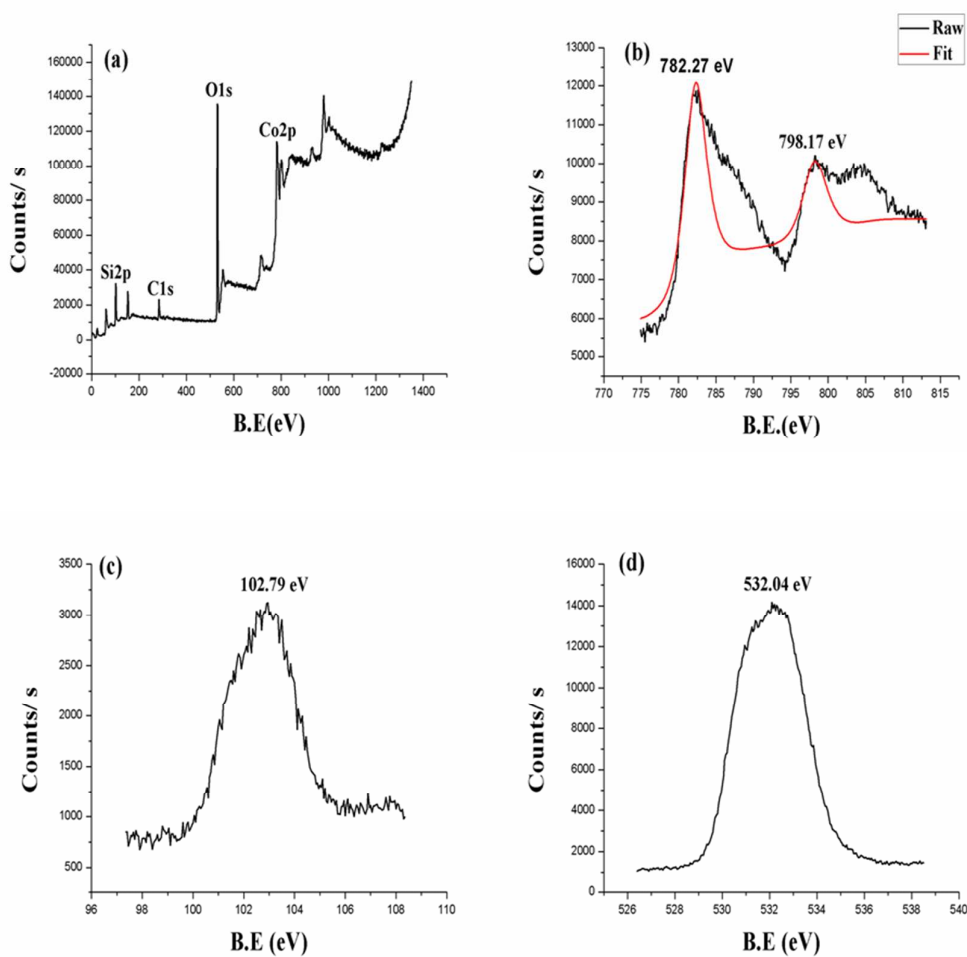 (a)
160000
140000
120000
100000
80000
60000
40000
20000
0
-20000
O1s
Co2p
Si2p
C1s
0 200 400 600 800 1000 1200 1400
B.E(eV)
Counts/ s
(b)
Raw
Fit
13000
12000
11000
10000
9000
8000
7000
6000
5000
782.27 eV
798.17 eV
770 775 780 785 790 795 800 805 810 815
B.E.(eV)
Counts/ s
(c)
3500
3000
2500
2000
1500
1000
500
102.79 eV
96 98 100 102 104 106 108 110
B.E (eV)
Counts/ s
(d)
16000
14000
12000
10000
8000
6000
4000
2000
0
532.04 eV
526 528 530 532 534 536 538 540
B.E (eV)
Counts/ s